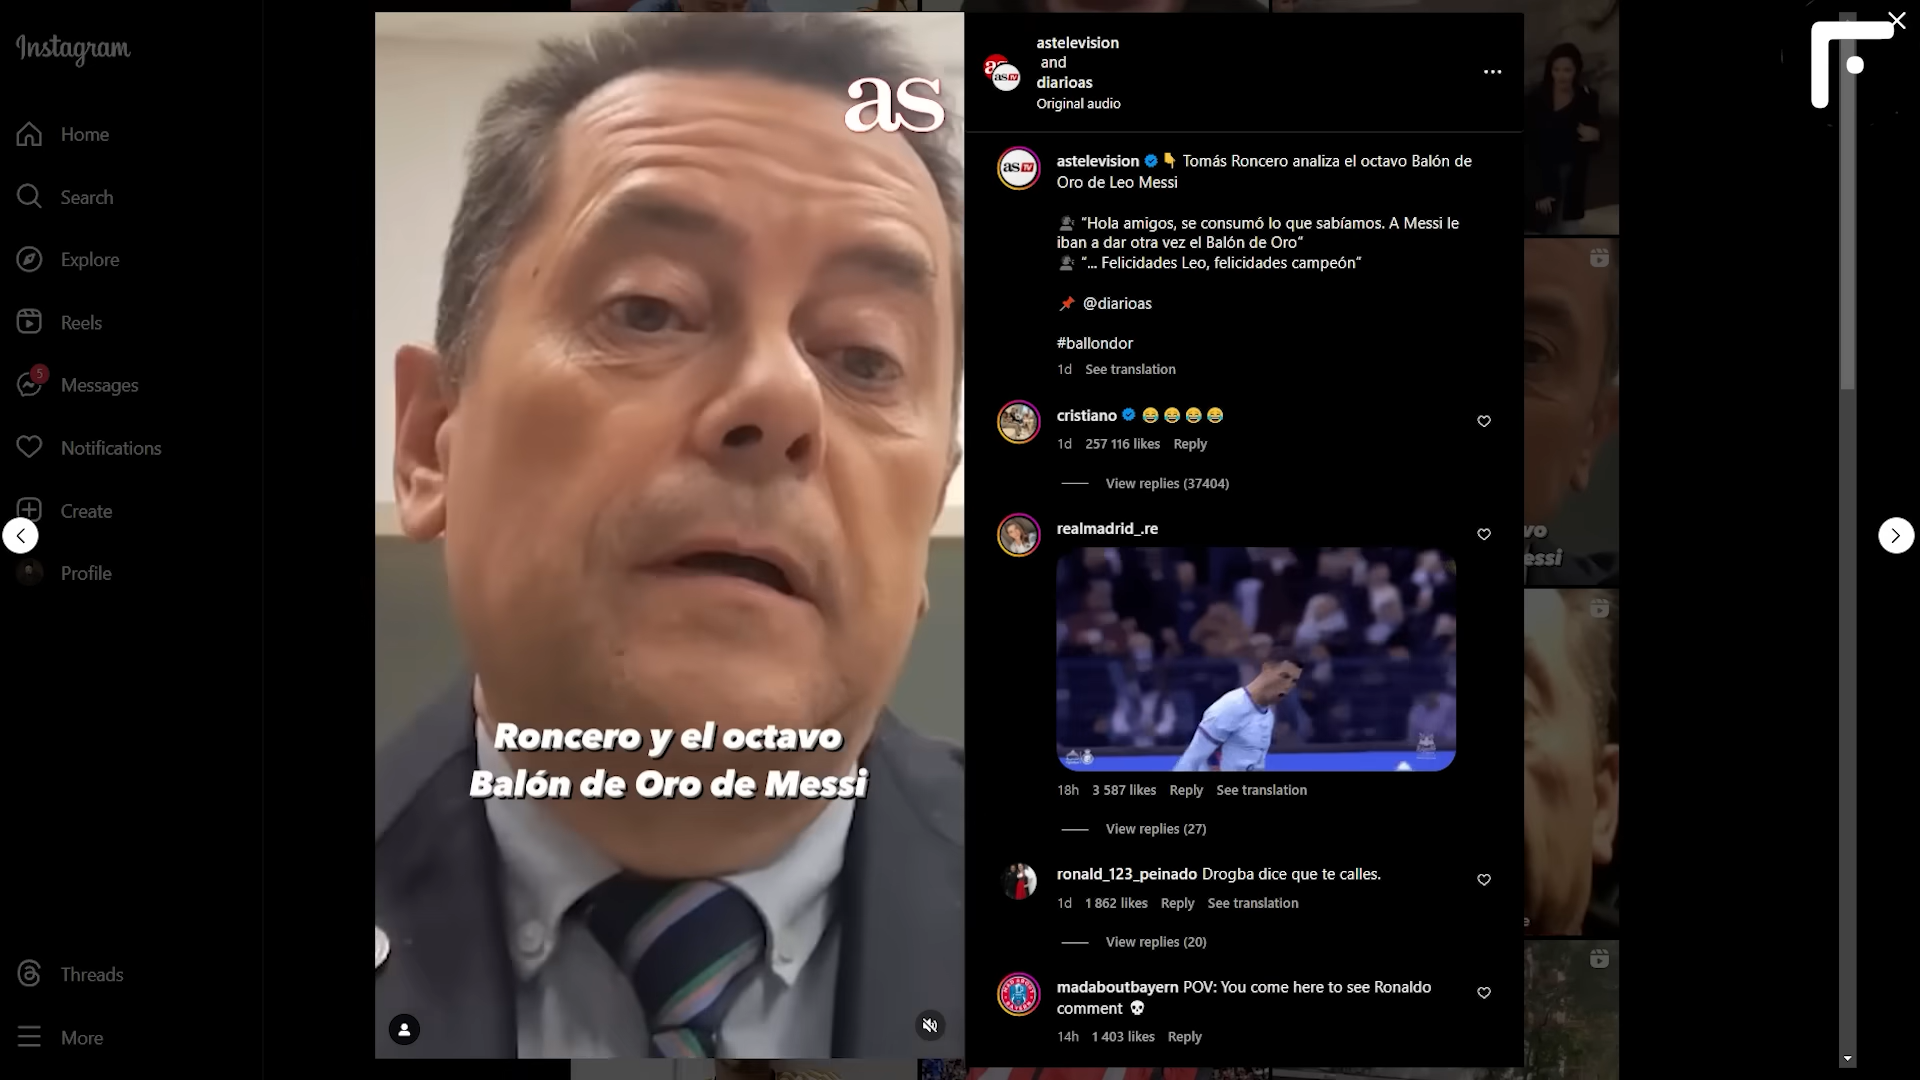 Instagram
Home
Search
Explore
Reels
5
Messages
Notifications
Create
Profile
Threads
More
as
Roncero y el octavo
Balón de Oro de Messi
astelevision
and
diarioas
Original audio
astelevision 👇 Tomás Roncero analiza el octavo Balón de
Oro de Leo Messi
🗣 “Hola amigos, se consumó lo que sabíamos. A Messi le
iban a dar otra vez el Balón de Oro”
🗣 “... Felicidades Leo, felicidades campeón”
📌 @diarioas
#ballondor
1d See translation
cristiano 😂 😂 😂 😂
1d 257 116 likes Reply
View replies (37404)
realmadrid_.re
18h 3 587 likes Reply See translation
View replies (27)
ronald_123_peinado Drogba dice que te calles.
1d 1 862 likes Reply See translation
View replies (20)
madaboutbayern POV: You come here to see Ronaldo
comment 💀
14h 1 403 likes Reply